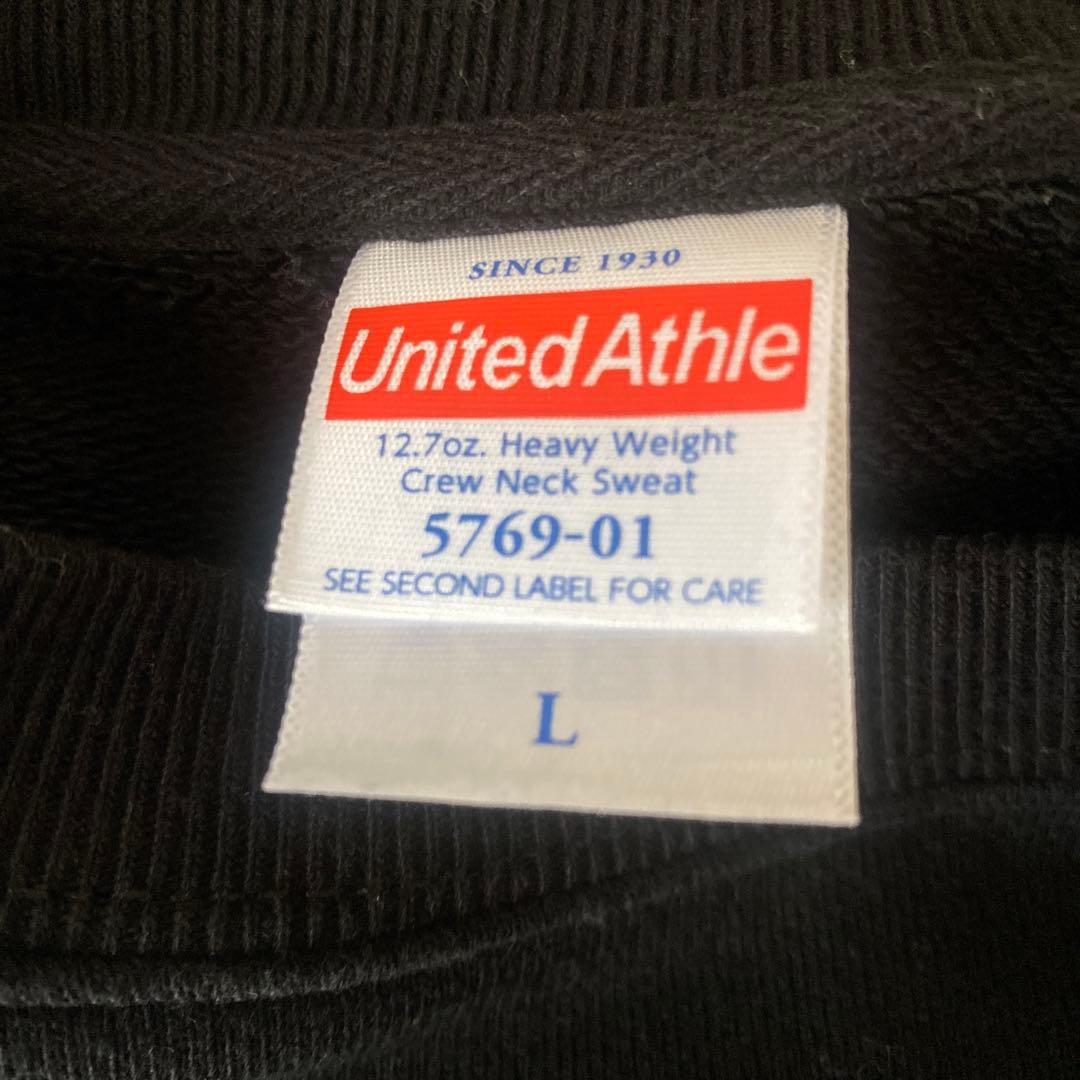 SINCE 1930
United Athle
12.7oz. Heavy Weight
Crew Neck Sweat
5769-01
SEE SECOND LABEL FOR CARE
L